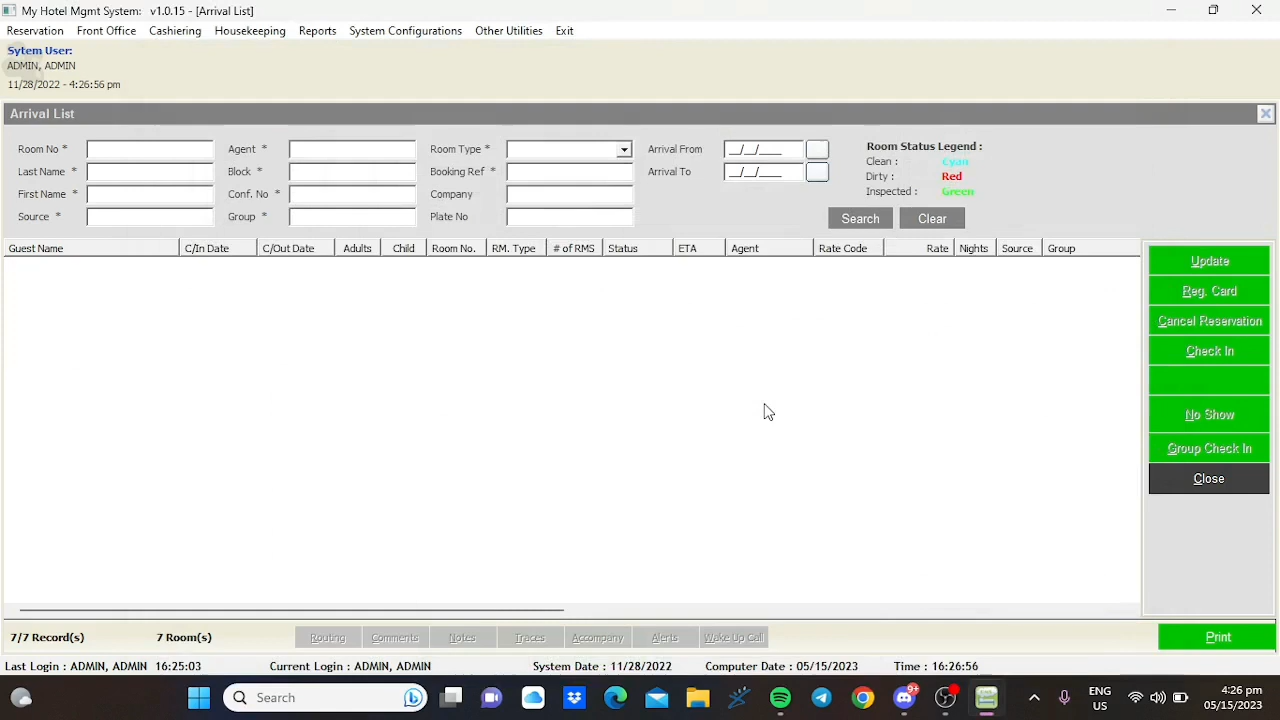 My Hotel Mgmt System:  v1.0.15 - [Arrival List]
Reservation Front Office Cashiering Housekeeping Reports System Configurations Other Utilities Exit
Sytem User:
ADMIN, ADMIN
11/28/2022 - 4:26:56 pm
Arrival List
Room No * Agent * Room Type * Arrival From __/__/____ Room Status Legend :
Last Name * Block * Booking Ref * Arrival To __/__/____ Clean : Cyan
First Name * Conf. No * Company Dirty : Red
Source * Group * Plate No Inspected : Green
Search Clear
Guest Name C/In Date C/Out Date Adults Child Room No. RM. Type # of RMS Status ETA Agent Rate Code Rate Nights Source Group
Update
Reg. Card
Cancel Reservation
Check In
No Show
Group Check In
Close
7/7 Record(s) 7 Room(s) Routing Comments Notes Traces Accompany Alerts Wake Up Call Print
Last Login : ADMIN, ADMIN 16:25:03 Current Login : ADMIN, ADMIN System Date : 11/28/2022 Computer Date : 05/15/2023 Time : 16:26:56
Search 9+ ENG US 4:26 pm 05/15/2023